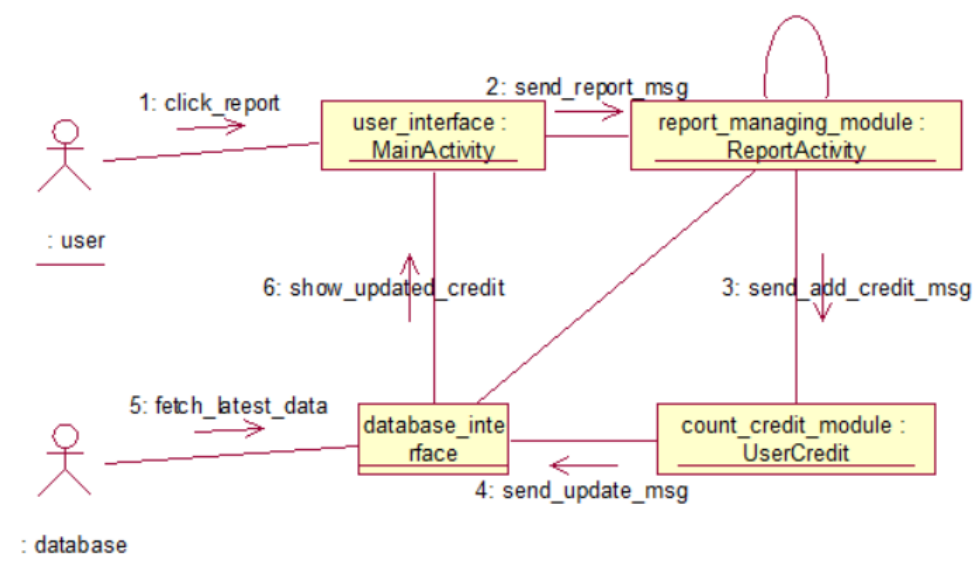 1: click_report
2: send_report_msg
user_interface :
MainActivity
report_managing_module :
ReportActivity
: user
6: show_updated_credit
3: send_add_credit_msg
5: fetch_latest_data
database_inte
rface
count_credit_module :
UserCredit
4: send_update_msg
: database